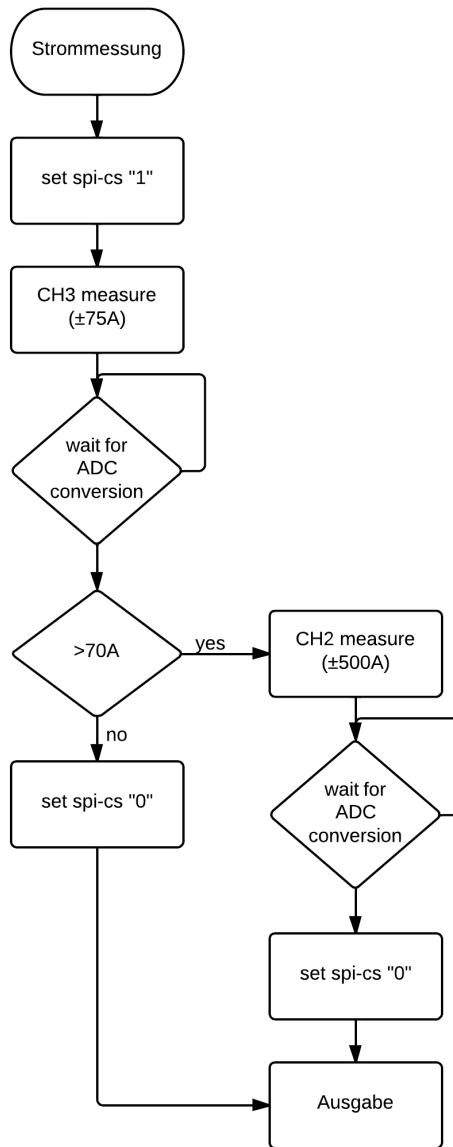 Strommessung
set spi-cs "1"
CH3 measure
(±75A)
wait for
ADC
conversion
>70A
yes
no
set spi-cs "0"
CH2 measure
(±500A)
wait for
ADC
conversion
set spi-cs "0"
Ausgabe